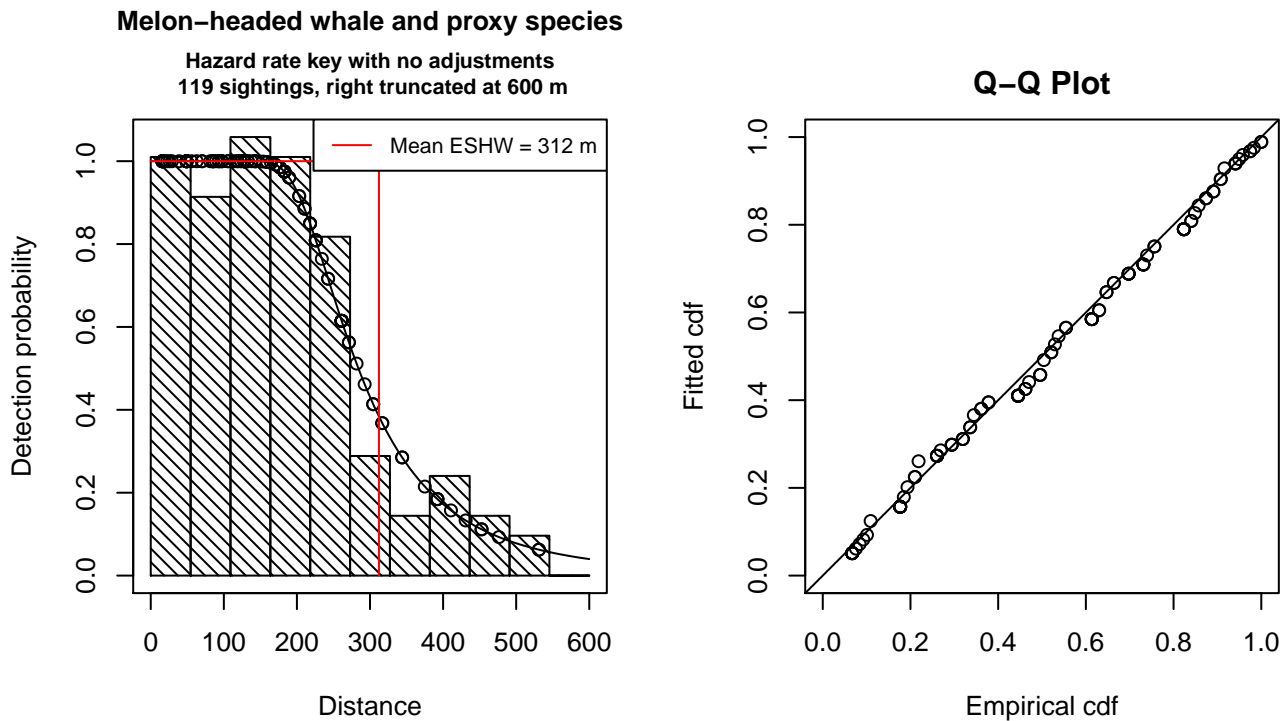 Melon−headed whale and proxy species
Hazard rate key with no adjustments
119 sightings, right truncated at 600 m
Mean ESHW = 312 m
Detection probability
1.0
0.8
0.6
0.4
0.2
0.0
0 100 200 300 400 500 600
Distance
Q−Q Plot
Fitted cdf
1.0
0.8
0.6
0.4
0.2
0.0
0.0 0.2 0.4 0.6 0.8 1.0
Empirical cdf